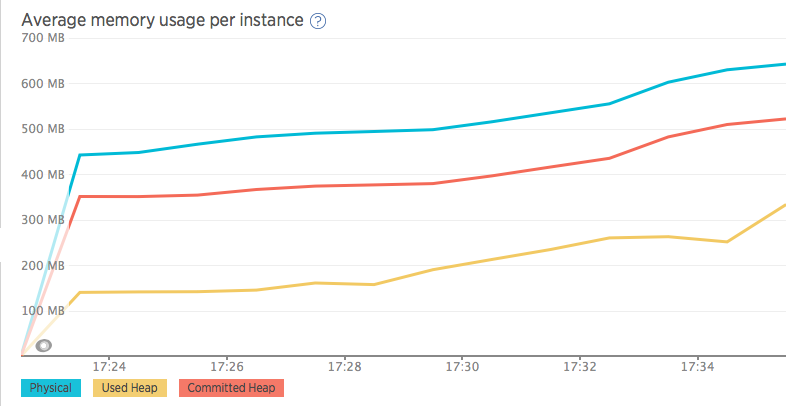 Average memory usage per instance ?
700 MB
600 MB
500 MB
400 MB
300 MB
200 MB
100 MB
17:24 17:26 17:28 17:30 17:32 17:34
Physical Used Heap Committed Heap